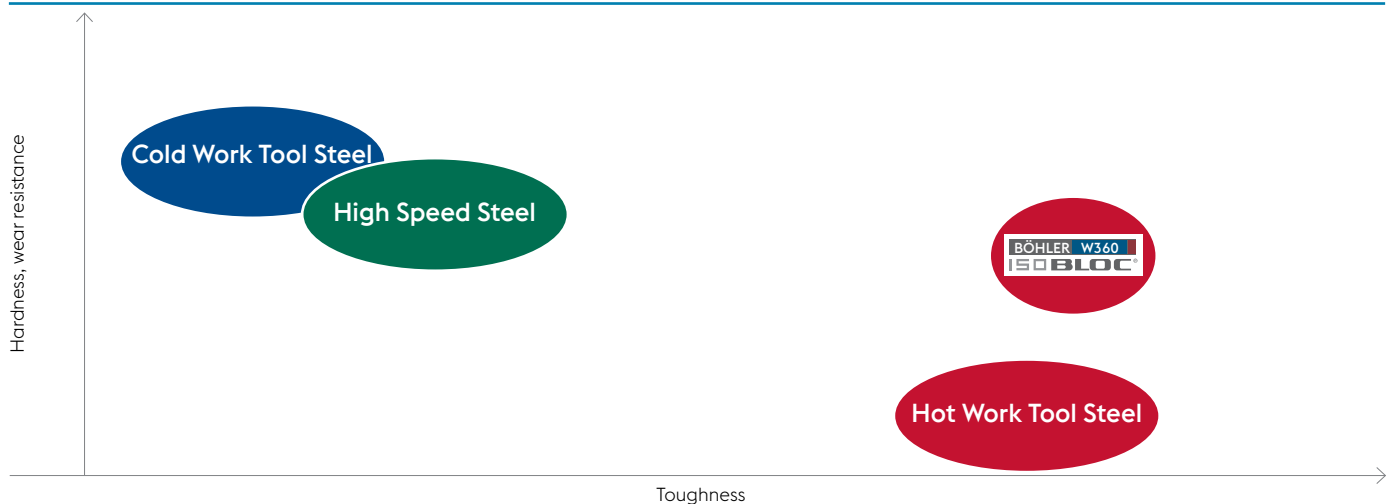 Hardness, wear resistance
Cold Work Tool Steel
High Speed Steel
BÖHLER W360
ISOBLOC®
Hot Work Tool Steel
Toughness